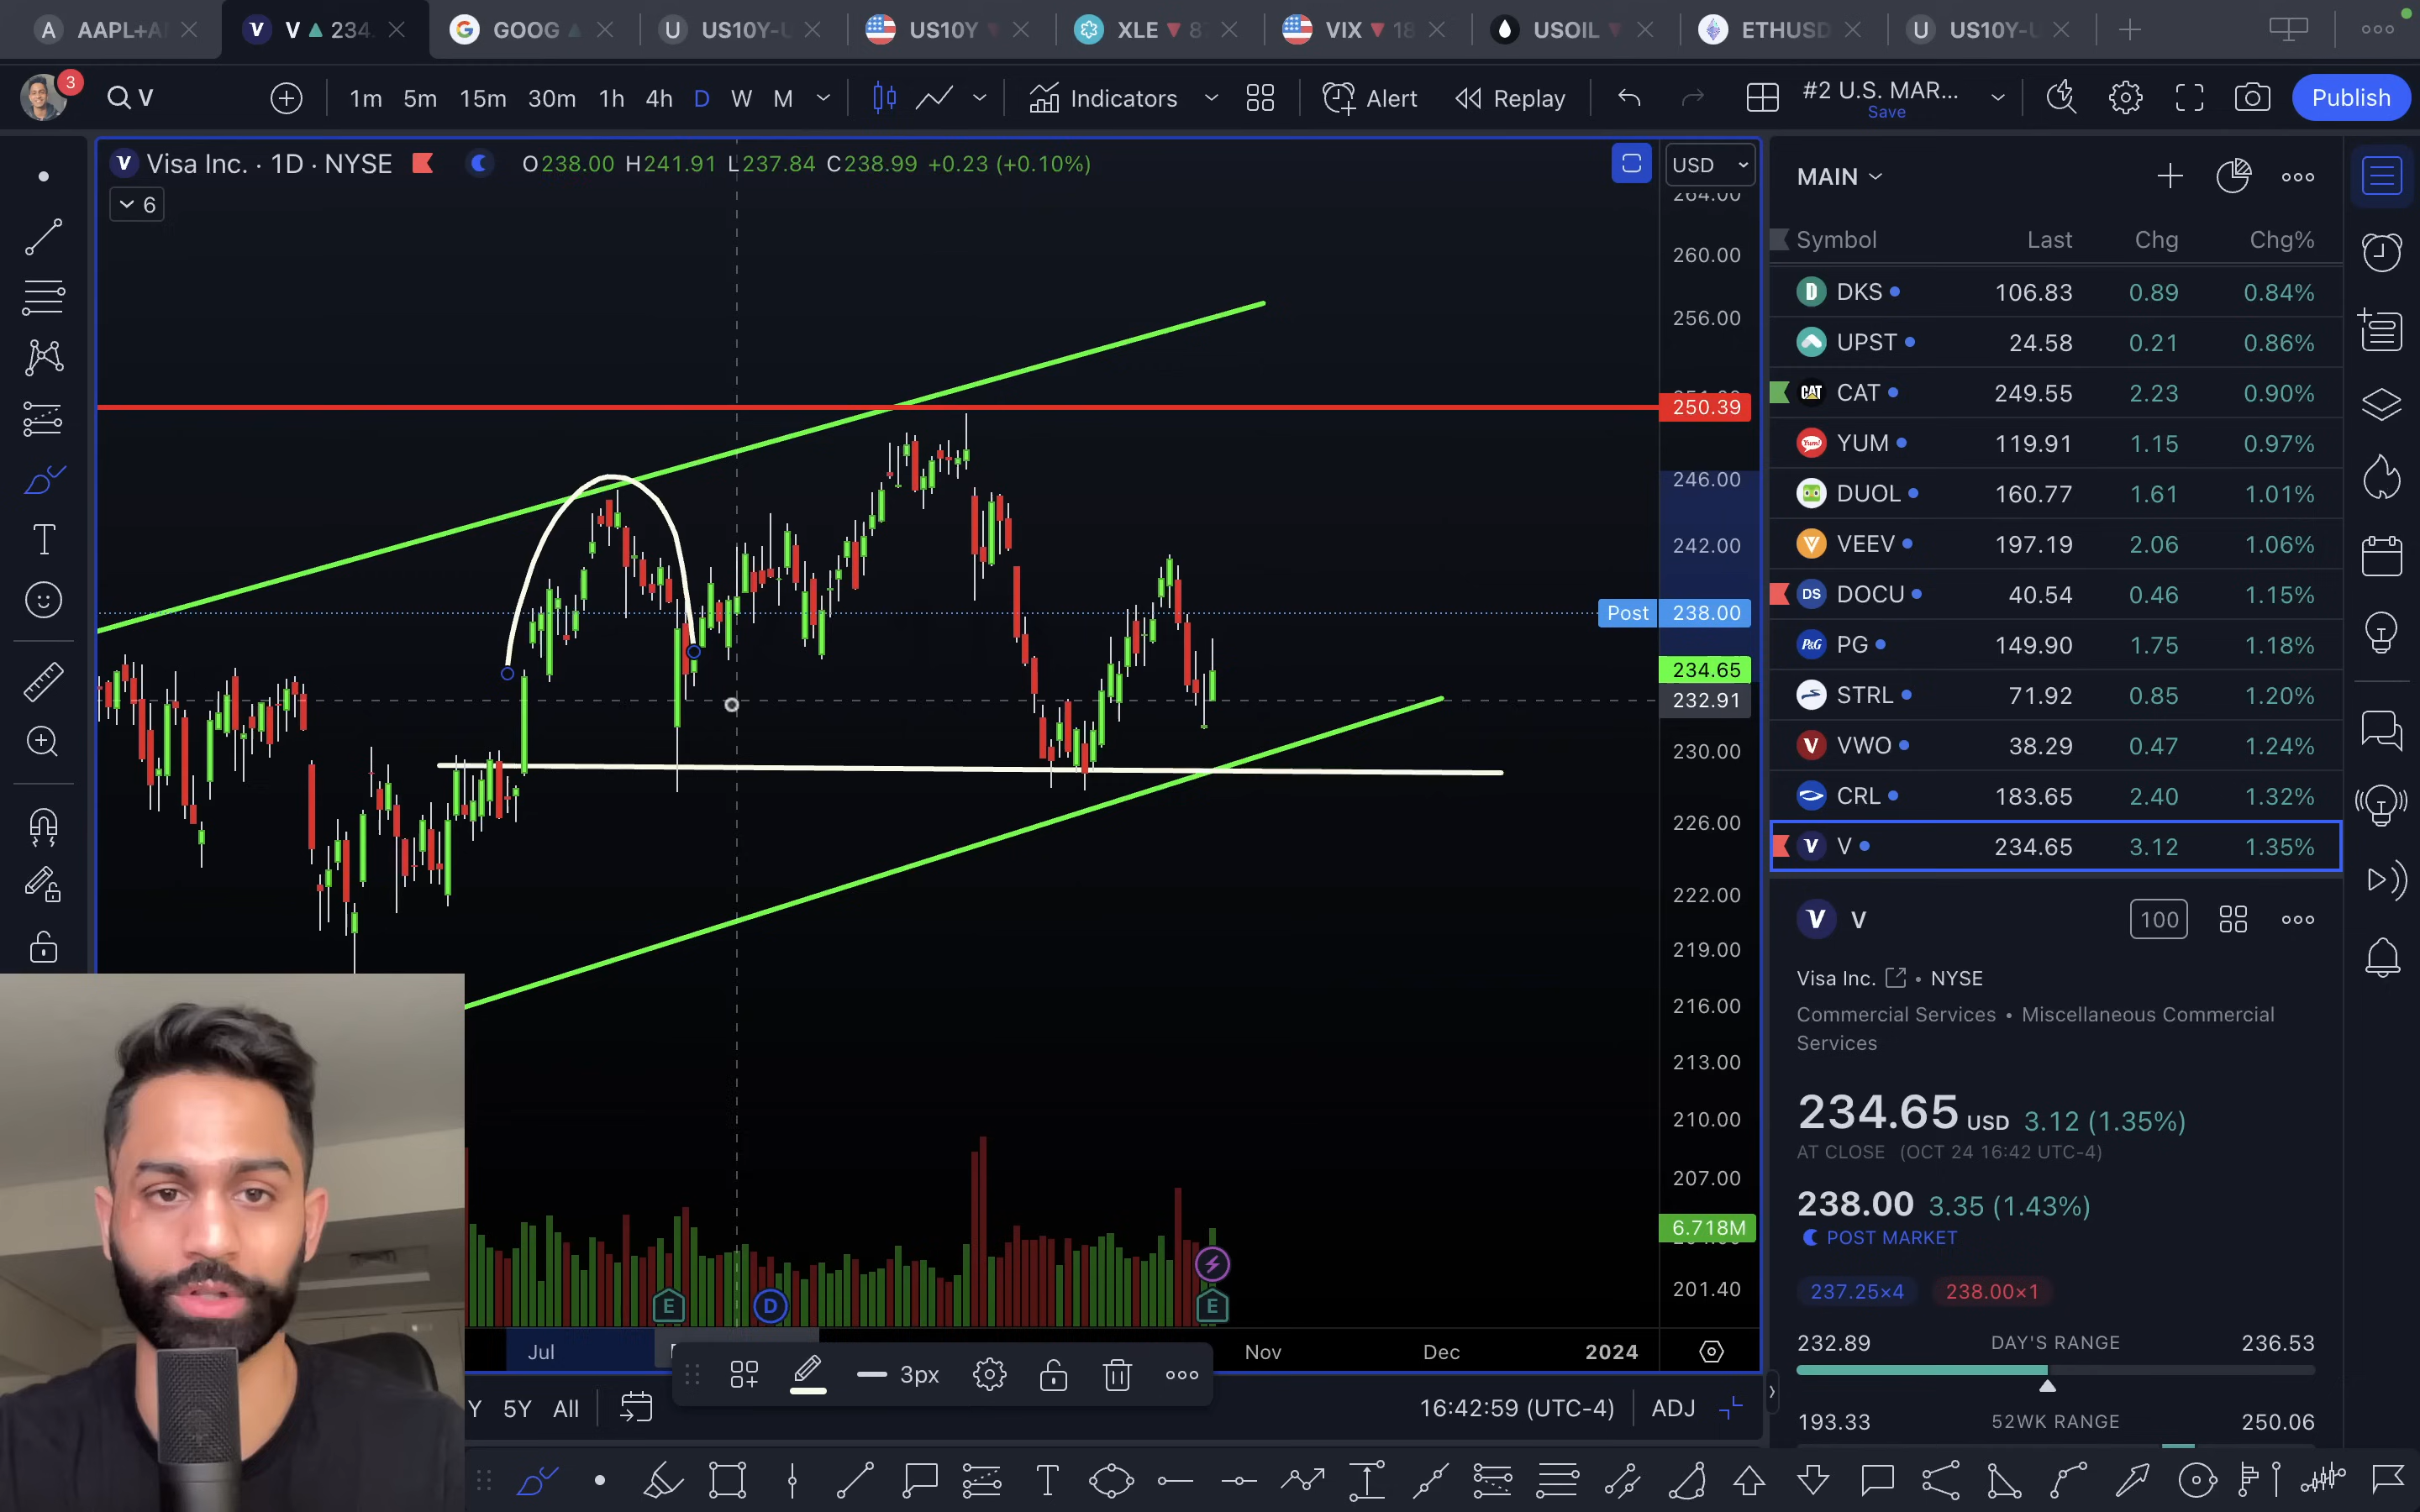 A AAPL+A
V V 234.
G GOOG
U US10Y-U
US10Y
XLE 8
VIX 18
USOIL
ETHUSD
U US10Y-U
3
V
1m 5m 15m 30m 1h 4h D W M
Indicators
Alert
Replay
#2 U.S. MAR...
Save
Publish
V Visa Inc. · 1D · NYSE O238.00 H241.91 L237.84 C238.99 +0.23 (+0.10%)
6
USD
264.00
260.00
256.00
250.39
246.00
242.00
Post 238.00
234.65
232.91
230.00
226.00
222.00
219.00
216.00
213.00
210.00
207.00
6.718M
201.40
E D E
Jul Nov Dec 2024
3px
Y 5Y All
16:42:59 (UTC-4) ADJ
T
MAIN
Symbol Last Chg Chg%
D DKS 106.83 0.89 0.84%
UPST 24.58 0.21 0.86%
CAT CAT 249.55 2.23 0.90%
Yum! YUM 119.91 1.15 0.97%
DUOL 160.77 1.61 1.01%
V VEEV 197.19 2.06 1.06%
DS DOCU 40.54 0.46 1.15%
P&G PG 149.90 1.75 1.18%
STRL 71.92 0.85 1.20%
V VWO 38.29 0.47 1.24%
CRL 183.65 2.40 1.32%
V V 234.65 3.12 1.35%
V V 100
Visa Inc. • NYSE
Commercial Services • Miscellaneous Commercial
Services
234.65 USD 3.12 (1.35%)
AT CLOSE (OCT 24 16:42 UTC-4)
238.00 3.35 (1.43%)
POST MARKET
237.25×4 238.00×1
232.89 DAY'S RANGE 236.53
193.33 52WK RANGE 250.06
T